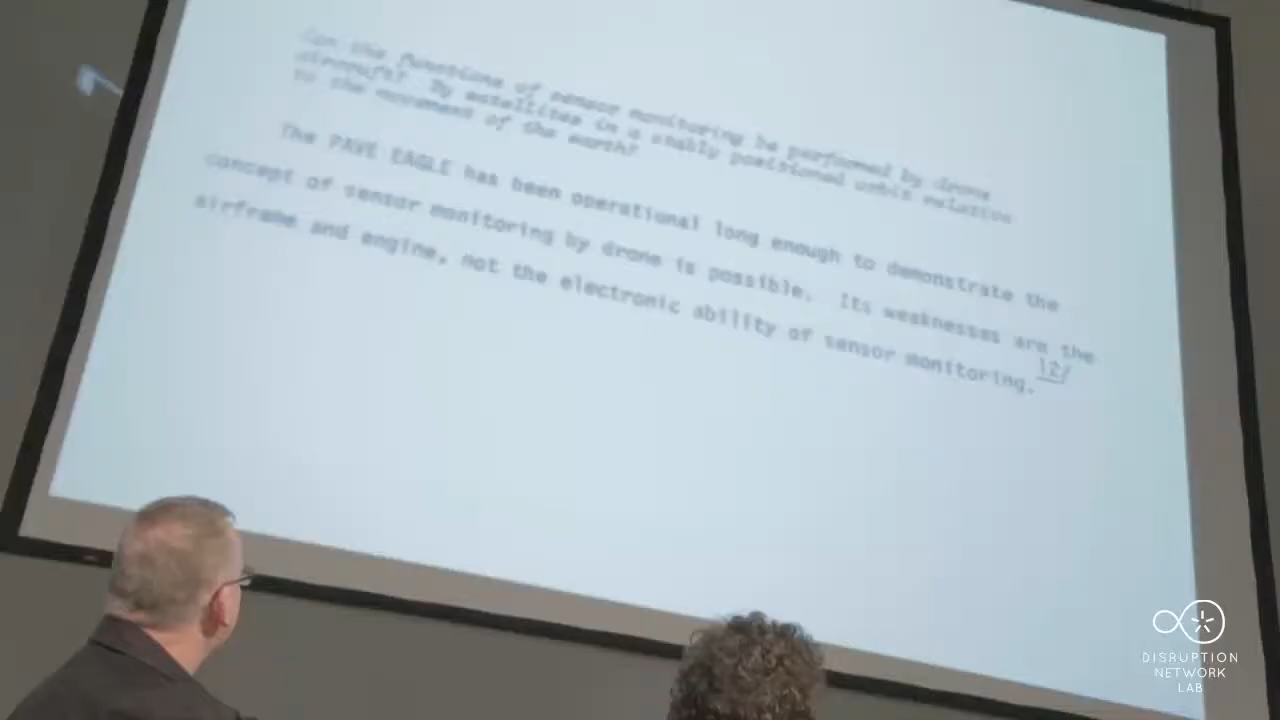 Can the functions of sensor monitoring be performed by drone
aircraft? By satellites in a stably positioned orbit relative
to the movement of the earth?
The PAVE EAGLE has been operational long enough to demonstrate the
concept of sensor monitoring by drone is possible. Its weaknesses are the
airframe and engine, not the electronic ability of sensor monitoring. 12/
DISRUPTION
NETWORK
LAB